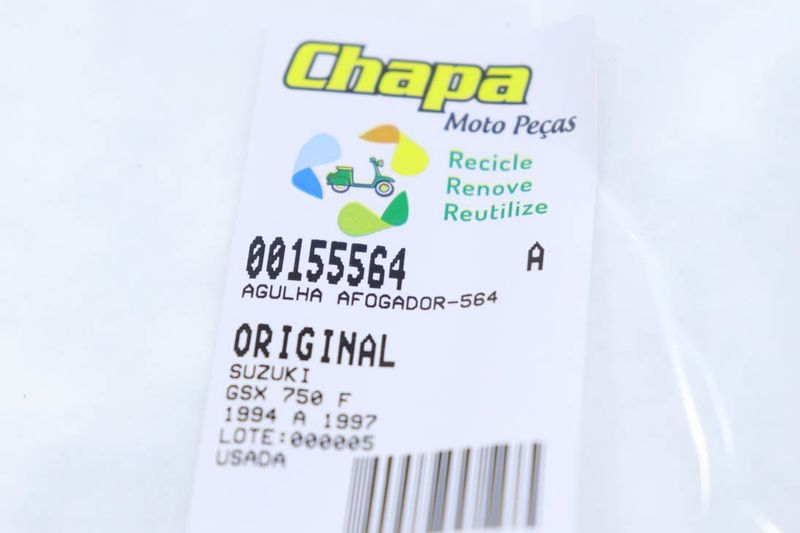 Chapa
Moto Peças
Recicle
Renove
Reutilize
00155564 A
AGULHA AFOGADOR-564
ORIGINAL
SUZUKI
GSX 750 F
1994 A 1997
LOTE:000005
USADA